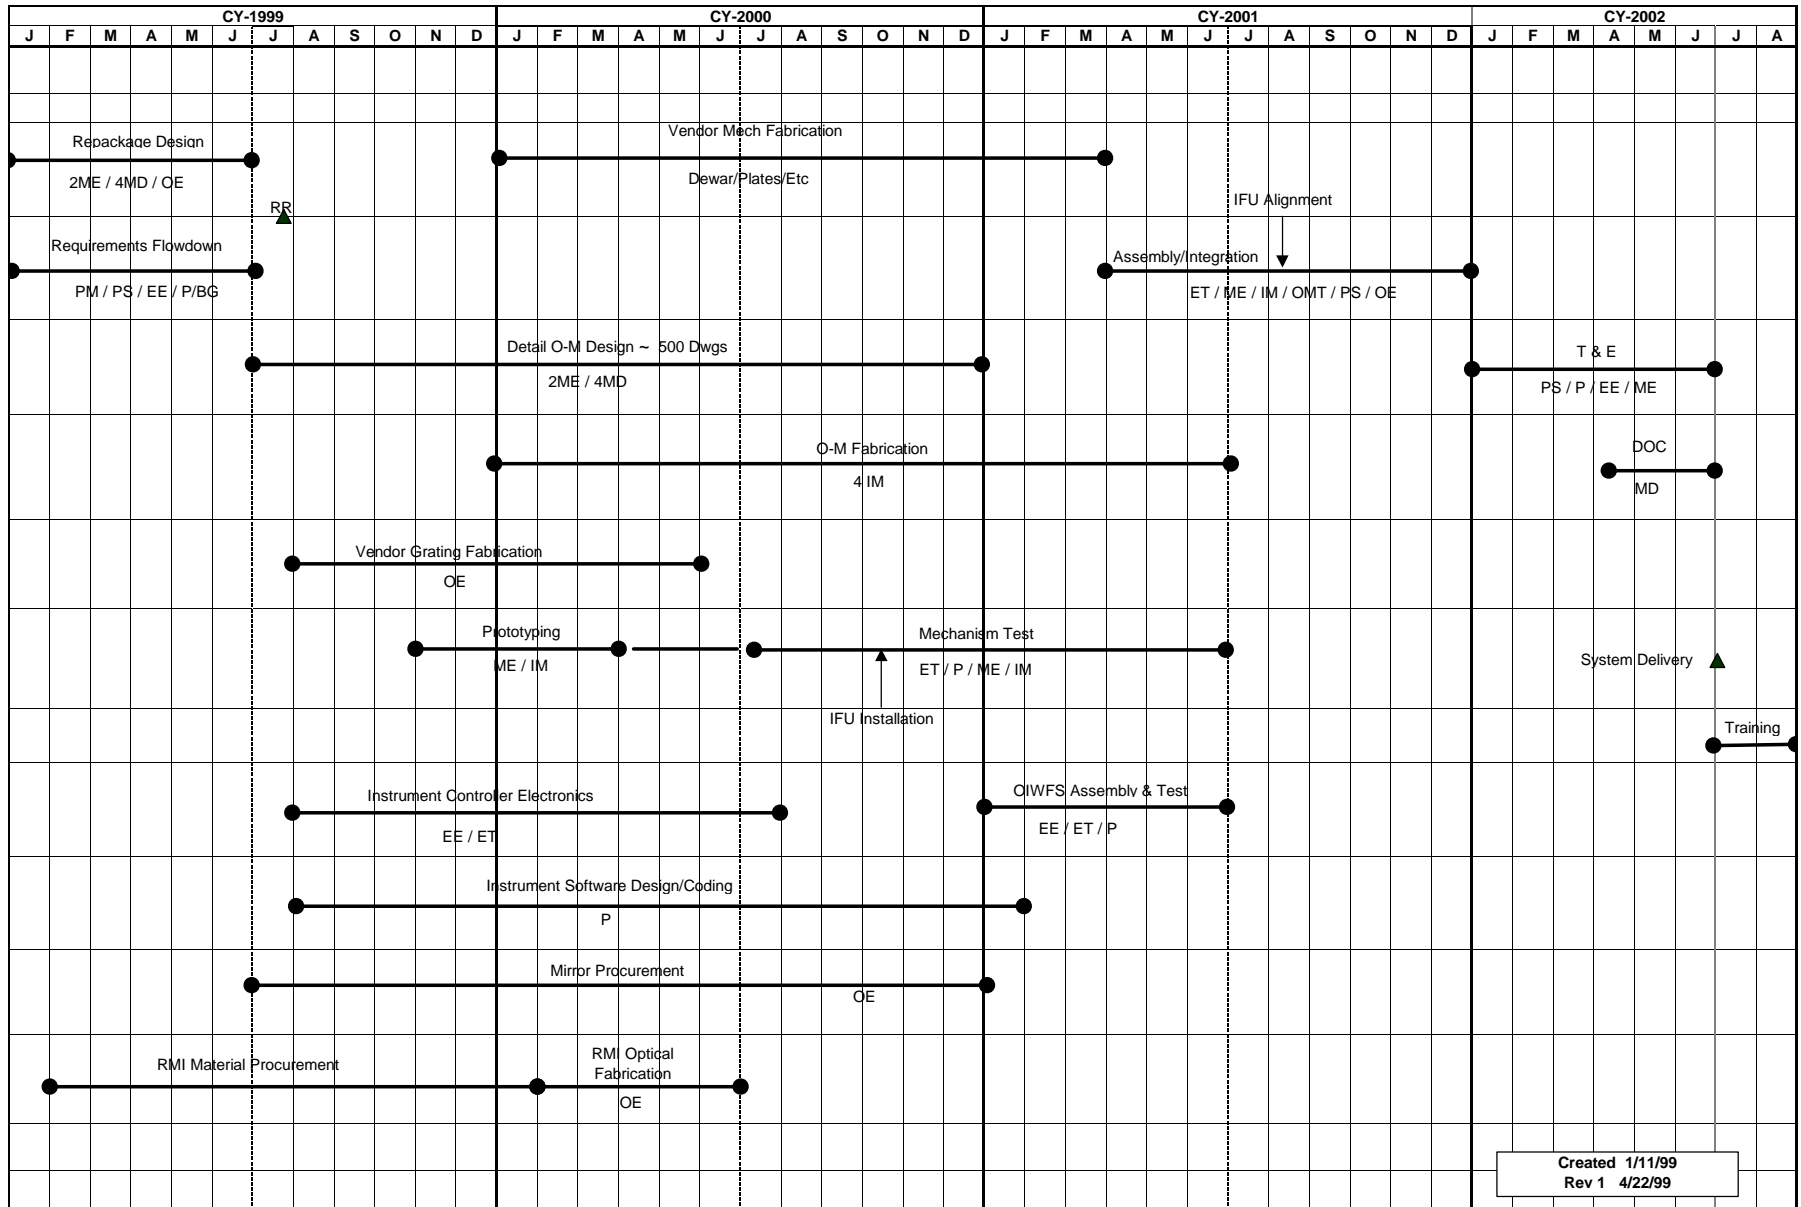 CY-1999 CY-2000 CY-2001 CY-2002
J F M A M J J A S O N D J F M A M J J A S O N D J F M A M J J A S O N D J F M A M J J A
Repackage Design
2ME / 4MD / OE
Vendor Mech Fabrication
Dewar/Plates/Etc
RR
IFU Alignment
Requirements Flowdown
PM / PS / EE / P/BG
Assembly/Integration
ET / ME / IM / OMT / PS / OE
Detail O-M Design ~ 500 Dwgs
2ME / 4MD
T & E
PS / P / EE / ME
O-M Fabrication
4 IM
DOC
MD
Vendor Grating Fabrication
OE
Prototyping
ME / IM
Mechanism Test
ET / P / ME / IM
IFU Installation
System Delivery
Training
Instrument Controller Electronics
EE / ET
OIWFS Assembly & Test
EE / ET / P
Instrument Software Design/Coding
P
Mirror Procurement
OE
RMI Material Procurement
RMI Optical
Fabrication
OE
Created 1/11/99
Rev 1 4/22/99